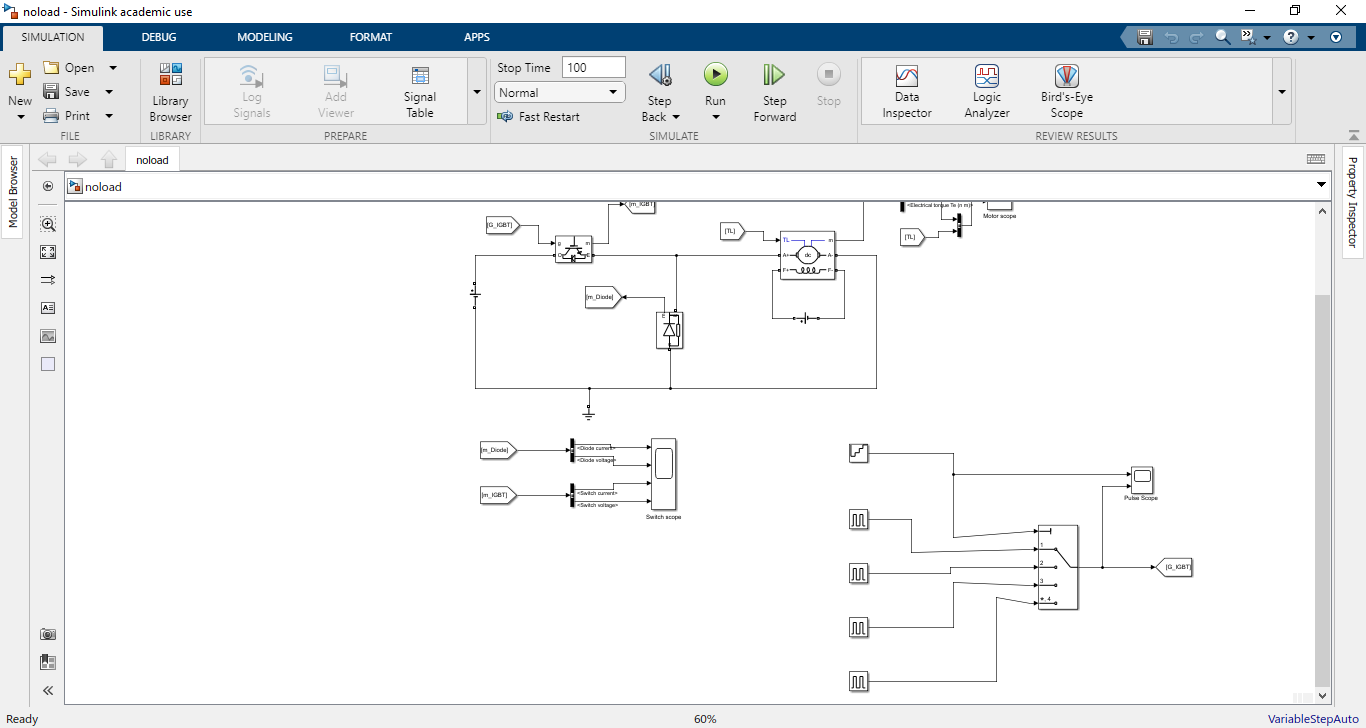 noload - Simulink academic use
SIMULATION DEBUG MODELING FORMAT APPS
New
Open
Save
Print
FILE
Library Browser
LIBRARY
Log Signals
Add Viewer
Signal Table
PREPARE
Stop Time 100
Normal
Fast Restart
Step Back
Run
Step Forward
Stop
SIMULATE
Data Inspector
Logic Analyzer
Bird's-Eye Scope
REVIEW RESULTS
Model Browser
noload
noload
Property Inspector
[m_IGBT]
[G_IGBT]
g m
C E
[TL]
TL m
A+ dc A-
F+ F-
<Electrical torque Te (n m)>
Motor scope
[TL]
[m_Diode]
[m_Diode]
<Diode current>
<Diode voltage>
[m_IGBT]
<Switch current>
<Switch voltage>
Switch scope
Pulse Scope
1
2
3
*, 4
[G_IGBT]
Ready 60% VariableStepAuto